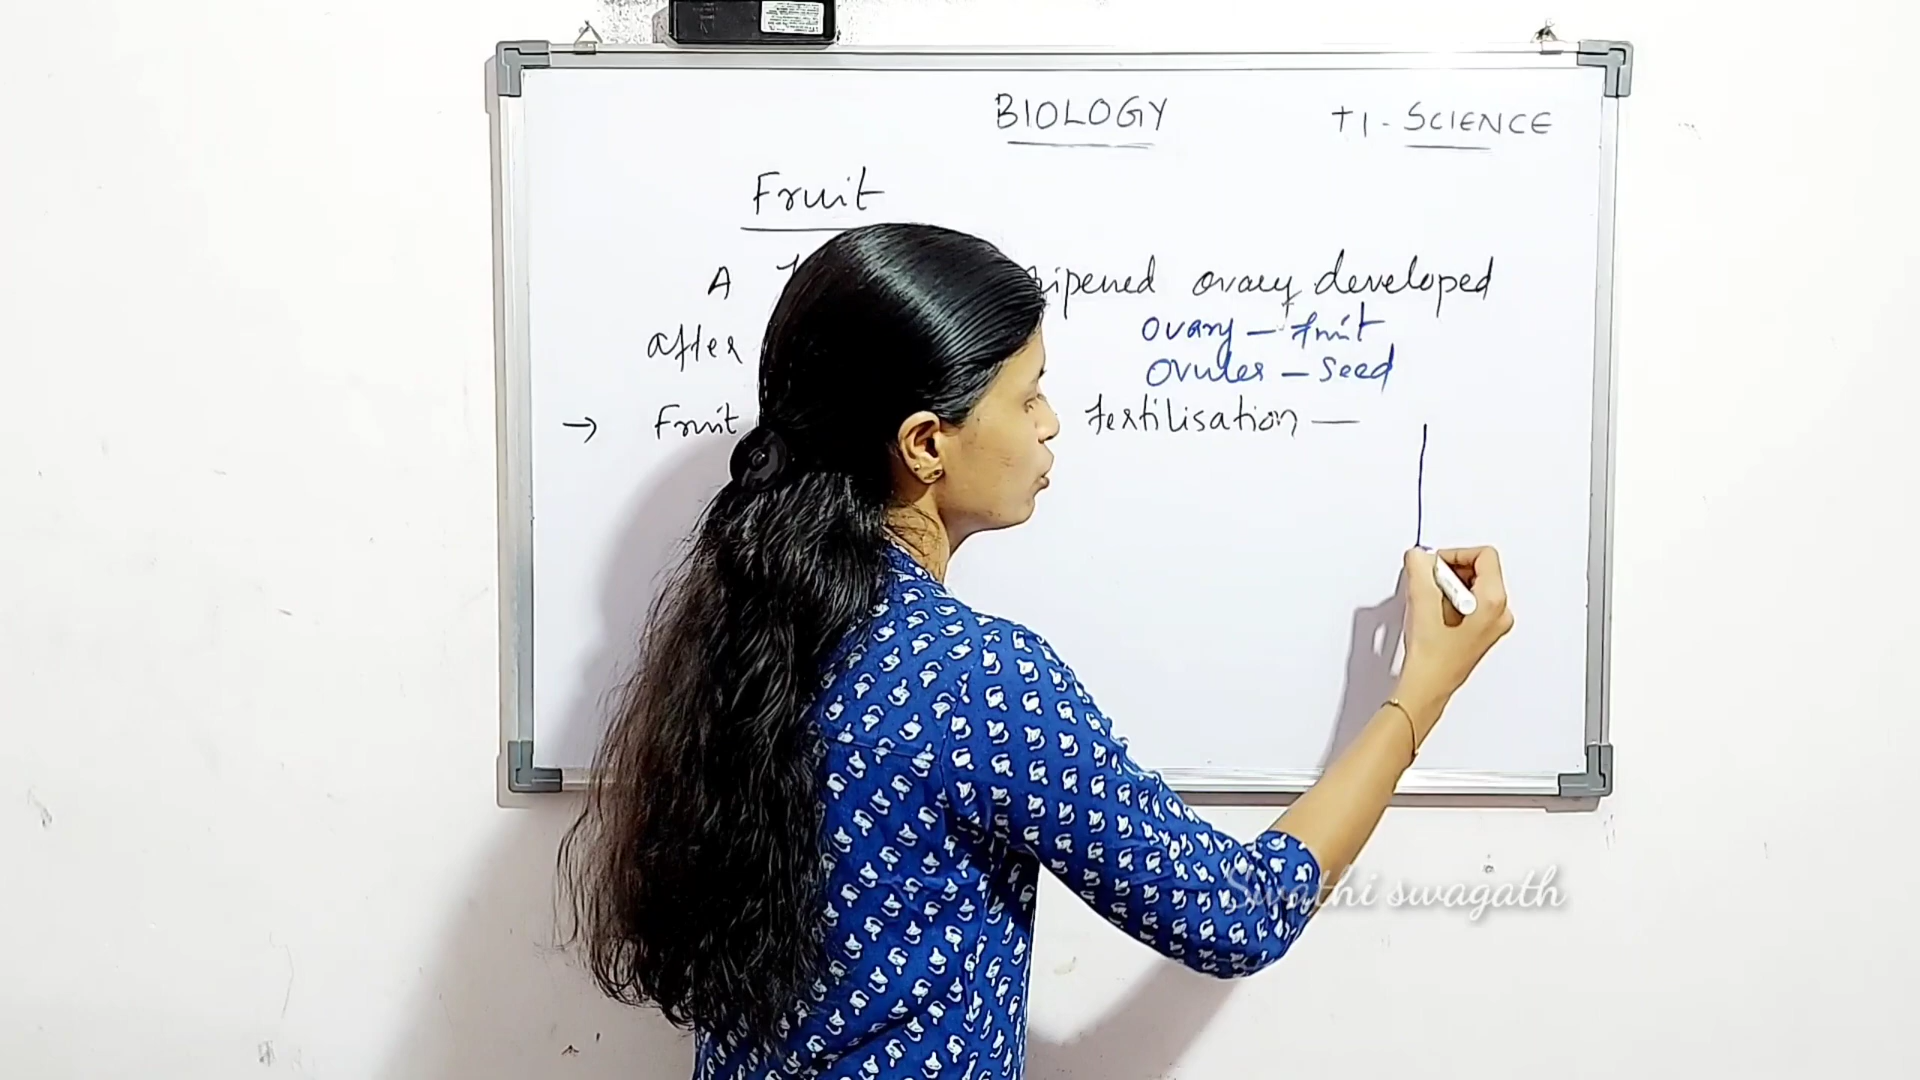 BIOLOGY
+1 - SCIENCE
Fruit
A ripened ovary developed
after
Ovary — fruit
Ovules — Seed
→ Fruit fertilisation —
Swathi swagath